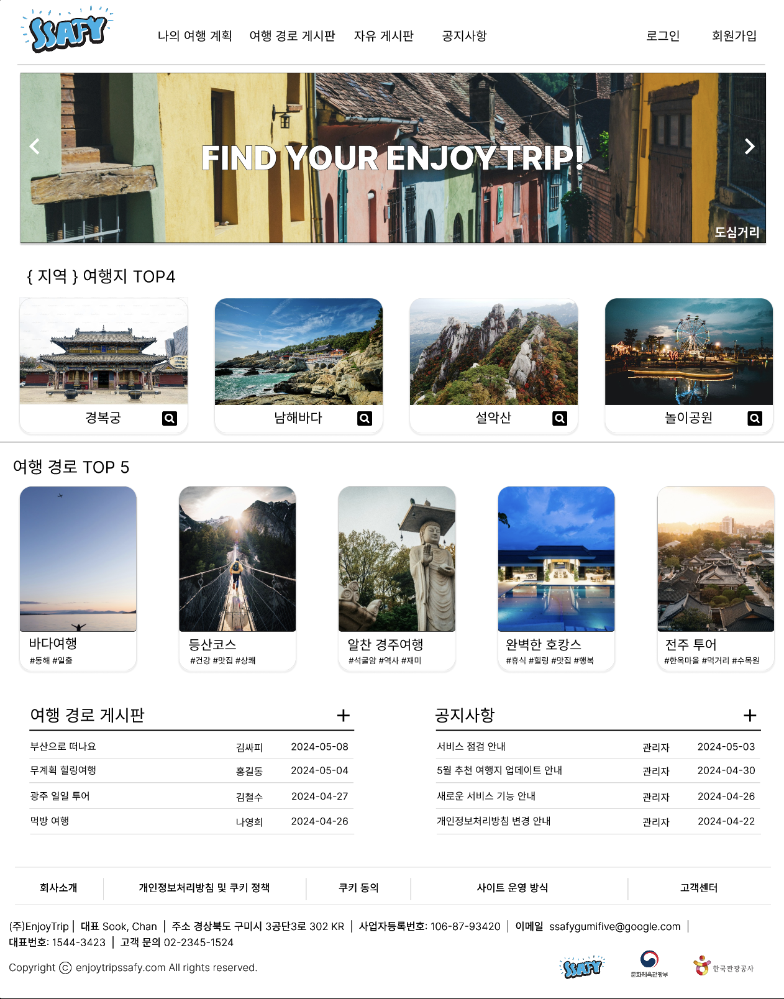 SSAFY
나의 여행 계획 여행 경로 게시판 자유 게시판 공지사항 로그인 회원가입
FIND YOUR ENJOYTRIP!
도심거리
{ 지역 } 여행지 TOP4
경복궁 남해바다 설악산 놀이공원
여행 경로 TOP 5
바다여행 등산코스 알찬 경주여행 완벽한 호캉스 전주 투어
#동해 #일출 #건강 #맛집 #상쾌 #석굴암 #역사 #재미 #휴식 #힐링 #맛집 #행복 #한옥마을 #먹거리 #수목원
여행 경로 게시판 +
부산으로 떠나요 김싸피 2024-05-08
무계획 힐링여행 홍길동 2024-05-04
광주 일일 투어 김철수 2024-04-27
먹방 여행 나영희 2024-04-26
공지사항 +
서비스 점검 안내 관리자 2024-05-03
5월 추천 여행지 업데이트 안내 관리자 2024-04-30
새로운 서비스 기능 안내 관리자 2024-04-26
개인정보처리방침 변경 안내 관리자 2024-04-22
회사소개 개인정보처리방침 및 쿠키 정책 쿠키 동의 사이트 운영 방식 고객센터
(주)EnjoyTrip | 대표 Sook, Chan | 주소 경상북도 구미시 3공단3로 302 KR | 사업자등록번호: 106-87-93420 | 이메일 ssafygumifive@google.com |
대표번호: 1544-3423 | 고객 문의 02-2345-1524
Copyright © enjoytripssafy.com All rights reserved.
SSAFY 문화체육관광부 한국관광공사